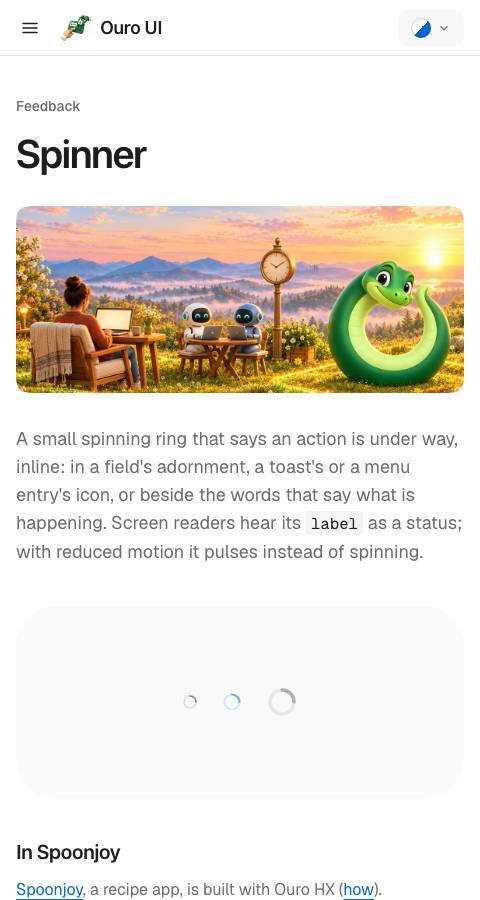 Ouro UI
Feedback
Spinner
A small spinning ring that says an action is under way,
inline: in a field's adornment, a toast's or a menu
entry's icon, or beside the words that say what is
happening. Screen readers hear its label as a status;
with reduced motion it pulses instead of spinning.
In Spoonjoy
Spoonjoy, a recipe app, is built with Ouro HX (how).